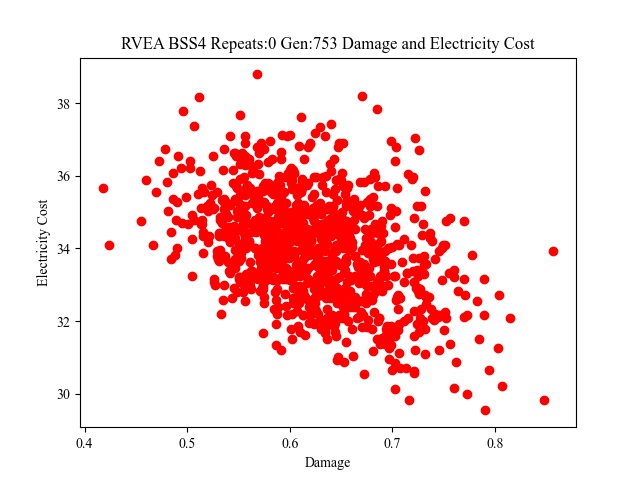 RVEA BSS4 Repeats:0 Gen:753 Damage and Electricity Cost
38
36
34
32
30
Electricity Cost
0.4 0.5 0.6 0.7 0.8
Damage